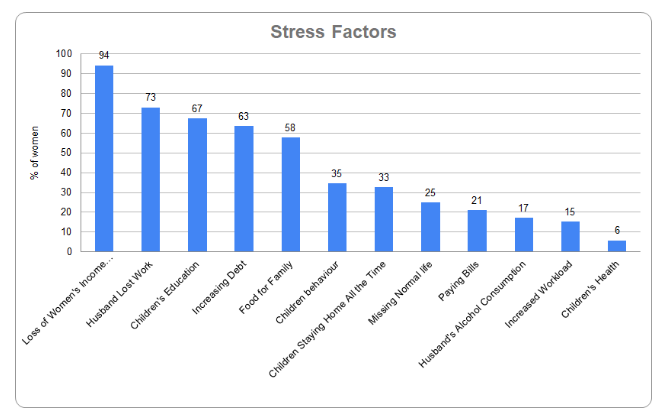 Stress Factors
% of women
100
90
80
70
60
50
40
30
20
10
0
94
73
67
63
58
35
33
25
21
17
15
6
Loss of Women's Income...
Husband Lost Work
Children's Education
Increasing Debt
Food for Family
Children behaviour
Children Staying Home All the Time
Missing Normal life
Paying Bills
Husband's Alcohol Consumption
Increased Workload
Children's Health